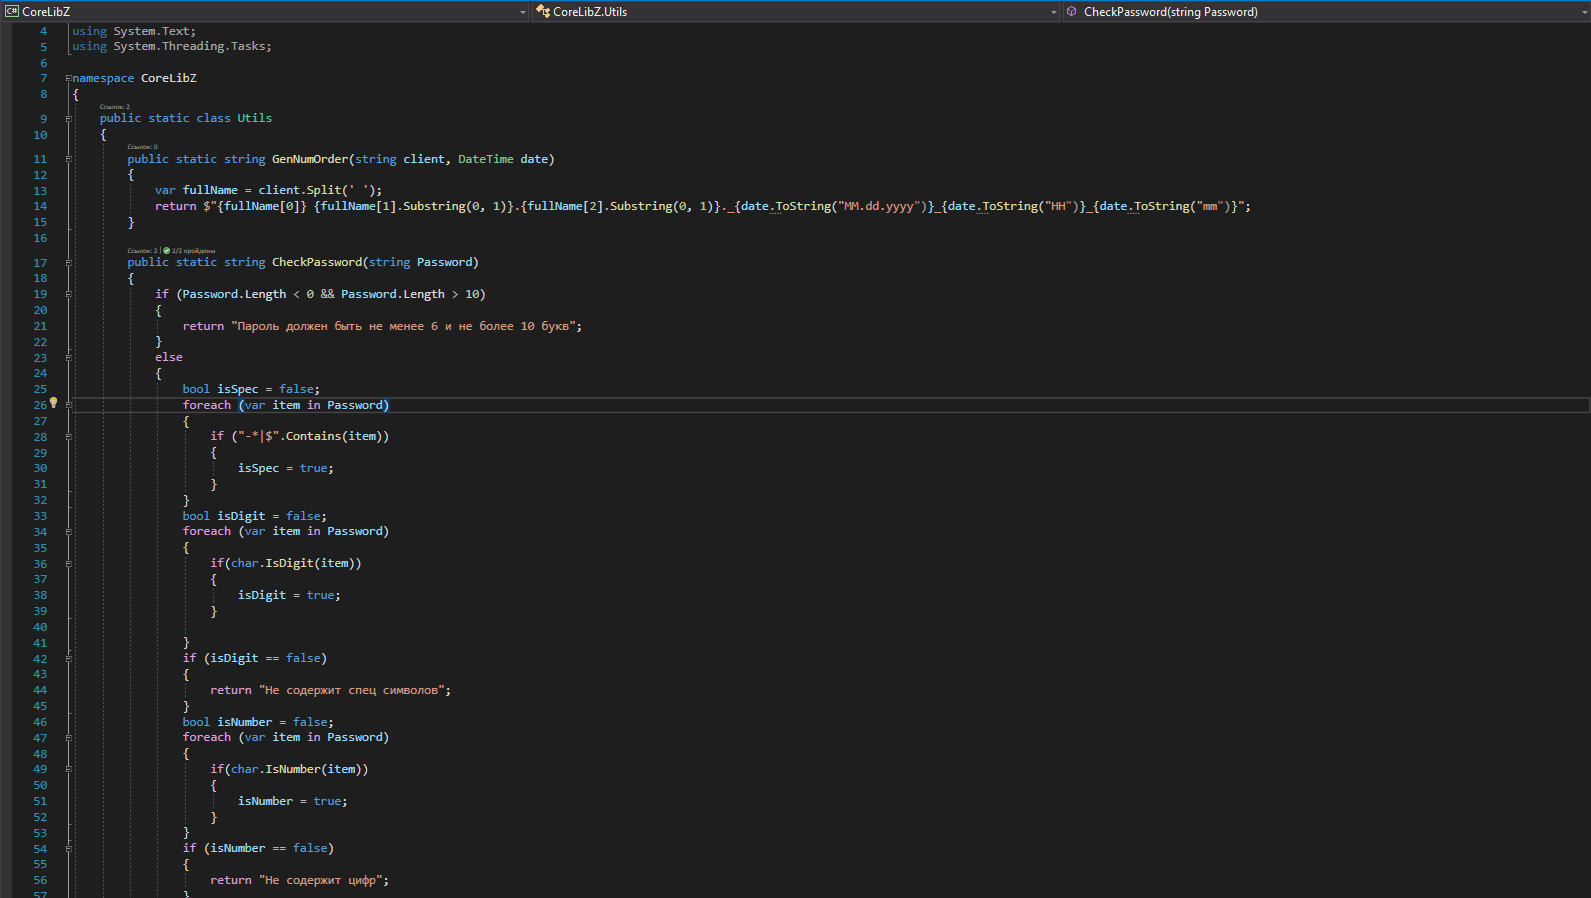 CoreLibZ CoreLibZ.Utils CheckPassword(string Password)
4 using System.Text;
5 using System.Threading.Tasks;
6
7 namespace CoreLibZ
8 {
Ссылок: 2
9 public static class Utils
10 {
Ссылок: 0
11 public static string GenNumOrder(string client, DateTime date)
12 {
13 var fullName = client.Split(' ');
14 return $"{fullName[0]} {fullName[1].Substring(0, 1)}.{fullName[2].Substring(0, 1)}._{date.ToString("MM.dd.yyyy")}_{date.ToString("HH")}_{date.ToString("mm")}";
15 }
16
Ссылок: 2 | 2/2 пройдены
17 public static string CheckPassword(string Password)
18 {
19 if (Password.Length < 0 && Password.Length > 10)
20 {
21 return "Пароль должен быть не менее 6 и не более 10 букв";
22 }
23 else
24 {
25 bool isSpec = false;
26 foreach (var item in Password)
27 {
28 if ("-*|$".Contains(item))
29 {
30 isSpec = true;
31 }
32 }
33 bool isDigit = false;
34 foreach (var item in Password)
35 {
36 if(char.IsDigit(item))
37 {
38 isDigit = true;
39 }
40
41 }
42 if (isDigit == false)
43 {
44 return "Не содержит спец символов";
45 }
46 bool isNumber = false;
47 foreach (var item in Password)
48 {
49 if(char.IsNumber(item))
50 {
51 isNumber = true;
52 }
53 }
54 if (isNumber == false)
55 {
56 return "Не содержит цифр";
57 }